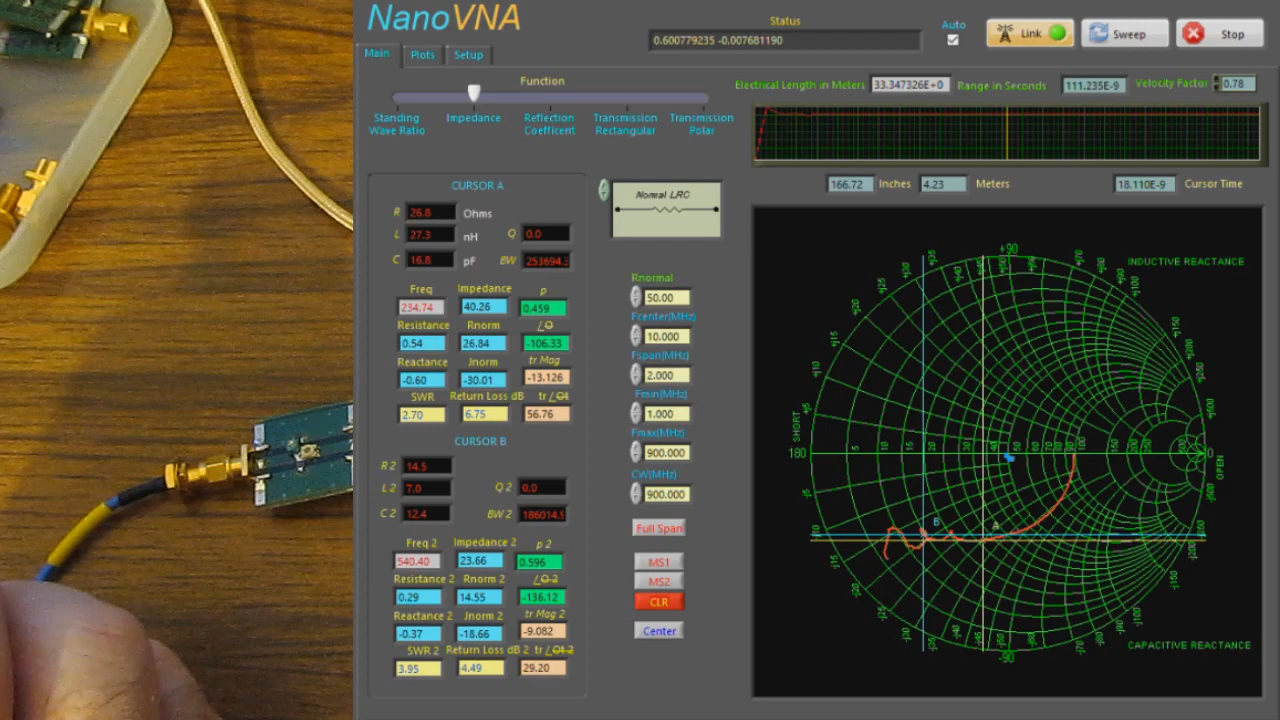 NanoVNA
Status
0.600779235 -0.007681190
Auto
Link
Sweep
Stop
Main
Plots
Setup
Function
Standing
Wave Ratio
Impedance
Reflection
Coefficent
Transmission
Rectangular
Transmission
Polar
Electrical Length in Meters
33.347326E+0
Range in Seconds
111.235E-9
Velocity Factor
0.78
166.72
Inches
4.23
Meters
18.110E-9
Cursor Time
CURSOR A
R 26.8 Ohms
L 27.3 nH Q 0.0
C 16.8 pF BW 253694.
Freq Impedance p
234.74 40.26 0.459
Resistance Rnorm /O
0.54 26.84 -106.33
Reactance Jnorm tr Mag
-0.60 -30.01 -13.126
SWR Return Loss dB tr /Ot
2.70 6.75 56.76
CURSOR B
R 2 14.5
L 2 7.0 Q 2 0.0
C 2 12.4 BW 2 186014.
Freq 2 Impedance 2 p 2
540.40 23.66 0.596
Resistance 2 Rnorm 2 /O 2
0.29 14.55 -136.12
Reactance 2 Jnorm 2 tr Mag 2
-0.37 -18.66 -9.082
SWR 2 Return Loss dB 2 tr /Ot 2
3.95 4.49 29.20
Normal LRC
Rnormal
50.00
Fcenter(MHz)
10.000
Fspan(MHz)
2.000
Fmin(MHz)
1.000
Fmax(MHz)
900.000
CW(MHz)
900.000
Full Span
MS1
MS2
CLR
Center
+90
INDUCTIVE REACTANCE
SHORT
180
OPEN
0
A
B
-90
CAPACITIVE REACTANCE